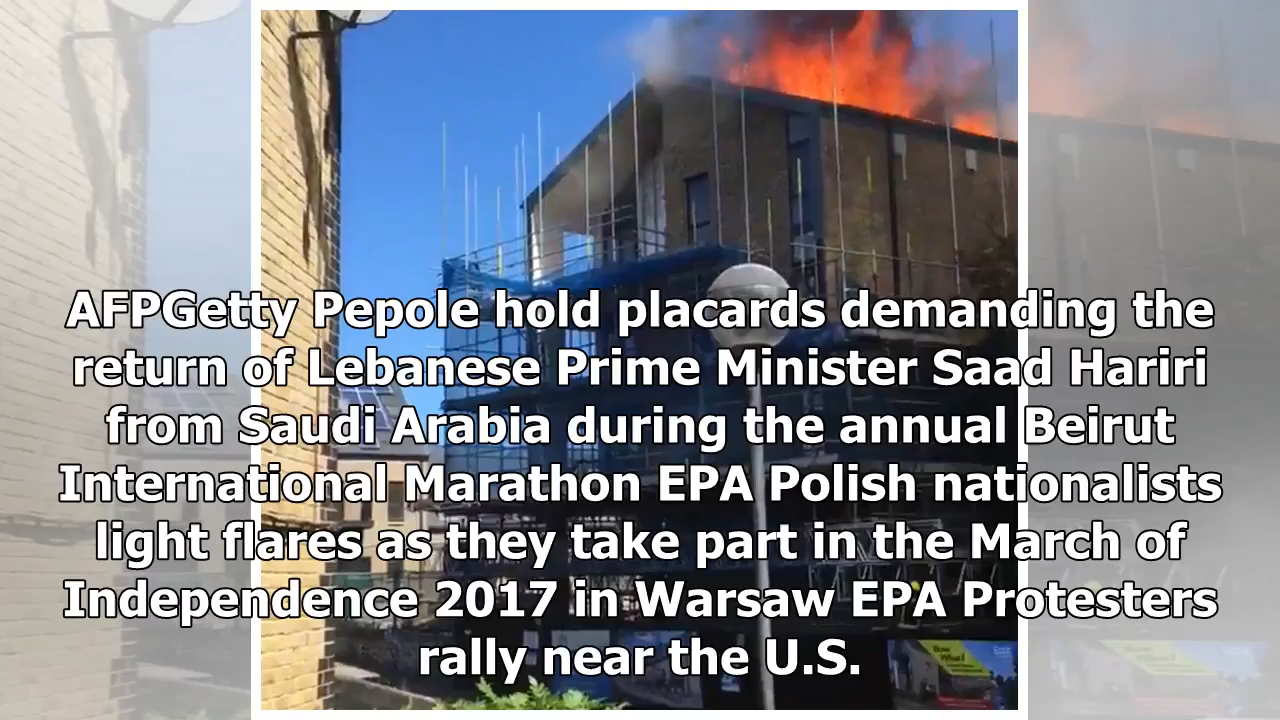 AFPGetty Pepole hold placards demanding the
return of Lebanese Prime Minister Saad Hariri
from Saudi Arabia during the annual Beirut
International Marathon EPA Polish nationalists
light flares as they take part in the March of
Independence 2017 in Warsaw EPA Protesters
rally near the U.S.